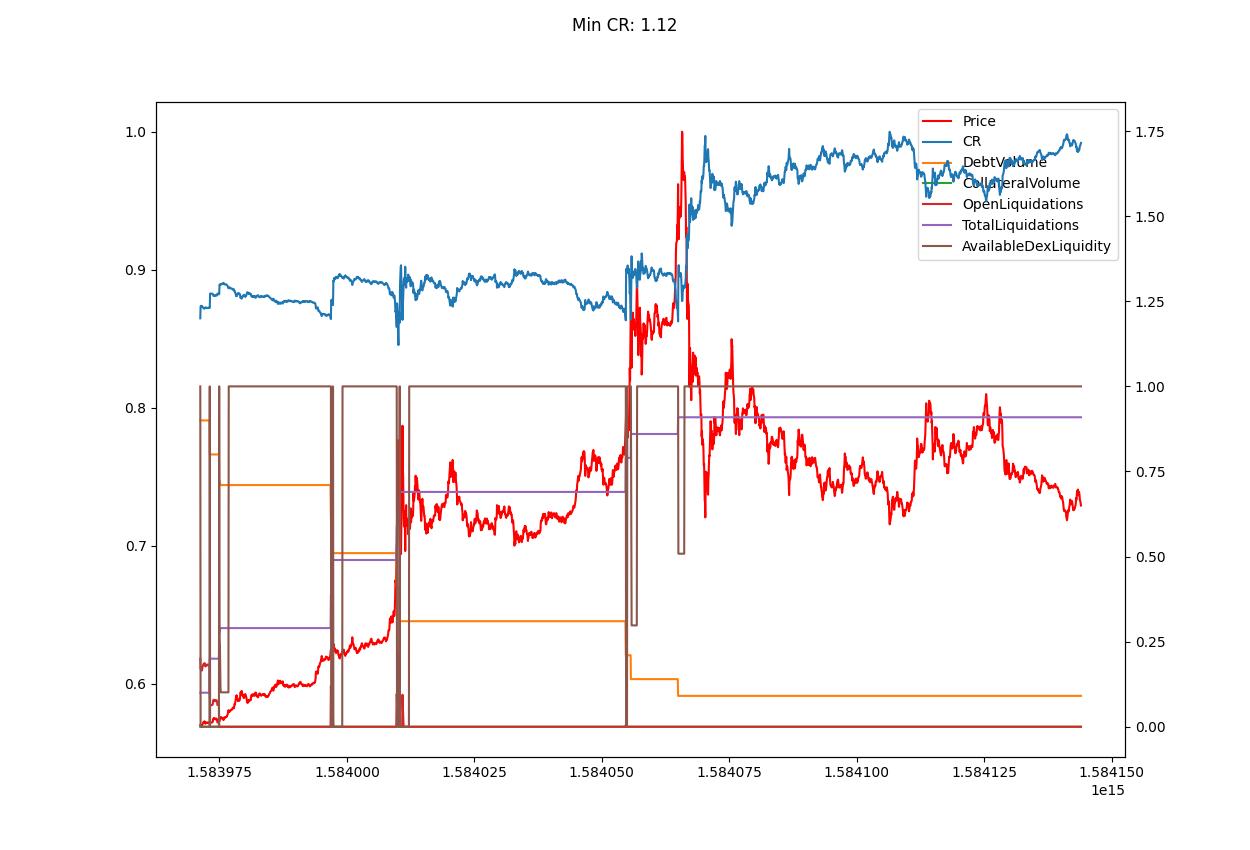 Min CR: 1.12
1.0
0.9
0.8
0.7
0.6
1.75
1.50
1.25
1.00
0.75
0.50
0.25
0.00
Price
CR
DebtVolume
CollateralVolume
OpenLiquidations
TotalLiquidations
AvailableDexLiquidity
1.583975 1.584000 1.584025 1.584050 1.584075 1.584100 1.584125 1.584150
1e15